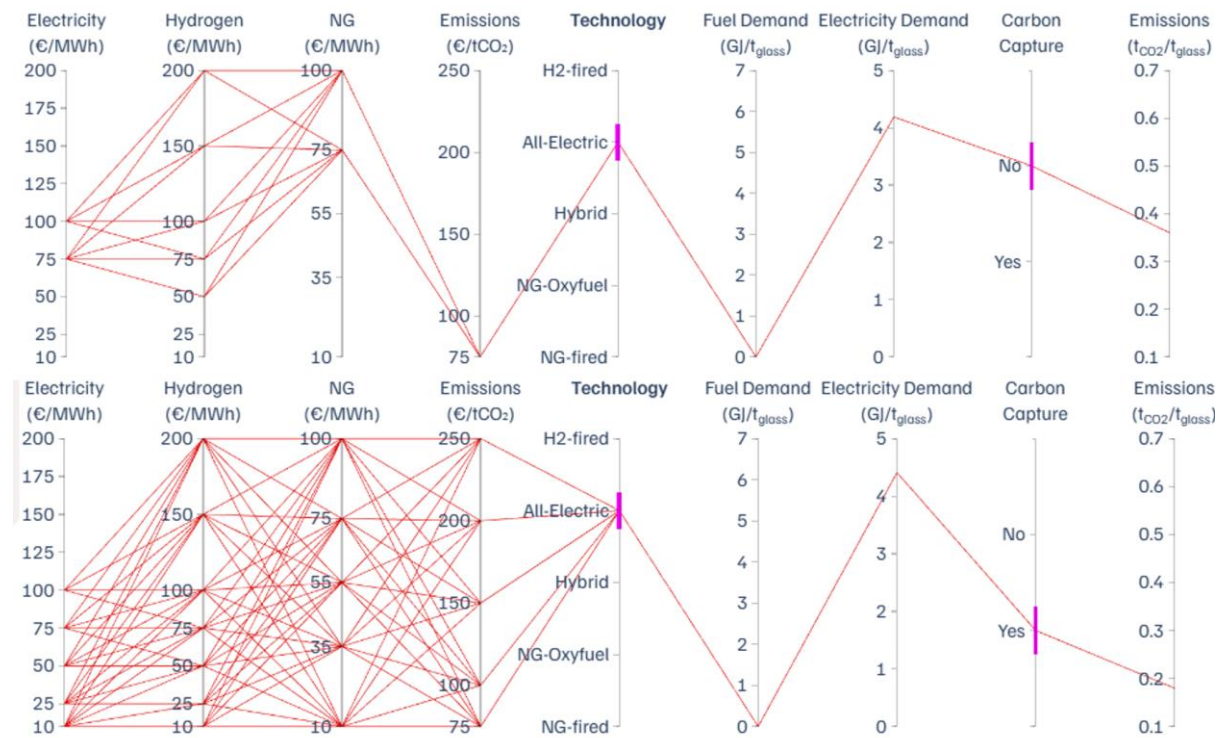 Electricity Hydrogen NG Emissions Technology Fuel Demand Electricity Demand Carbon Emissions
(€/MWh) (€/MWh) (€/MWh) (€/tCO₂) (GJ/t_glass) (GJ/t_glass) Capture (t_CO2/t_glass)
200 200 100 250 H2-fired 7 5 0.7
175 6 0.6
150 150 75 200 All-Electric 5 4 No 0.5
125 4 3
100 100 55 150 Hybrid 3 0.4
75 75 35 2 Yes 0.3
50 50 100 NG-Oxyfuel 2 1 0.2
25 25 1
10 10 10 75 NG-fired 0 0 0.1
Electricity Hydrogen NG Emissions Technology Fuel Demand Electricity Demand Carbon Emissions
(€/MWh) (€/MWh) (€/MWh) (€/tCO₂) (GJ/t_glass) (GJ/t_glass) Capture (t_CO2/t_glass)
200 200 100 250 H2-fired 7 5 0.7
175 6 0.6
150 150 75 200 All-Electric 5 4 No 0.5
125 4 3
100 100 55 150 Hybrid 3 0.4
75 75 35 2 Yes 0.3
50 50 100 NG-Oxyfuel 2 1 0.2
25 25 1
10 10 10 75 NG-fired 0 0 0.1